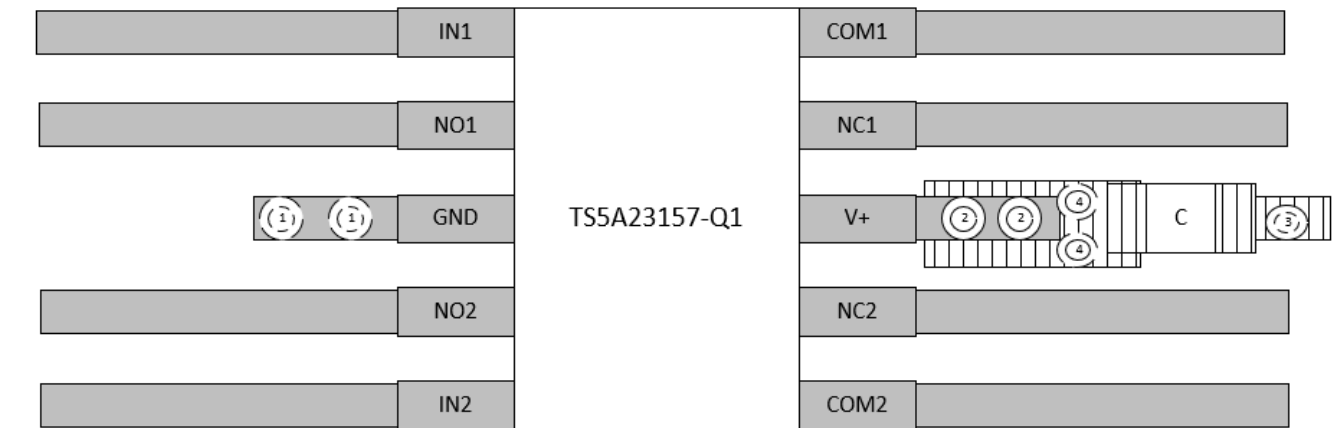 IN1 COM1
NO1 NC1
1 1 GND TS5A23157-Q1 V+ 2 2 4 C 3
4
NO2 NC2
IN2 COM2